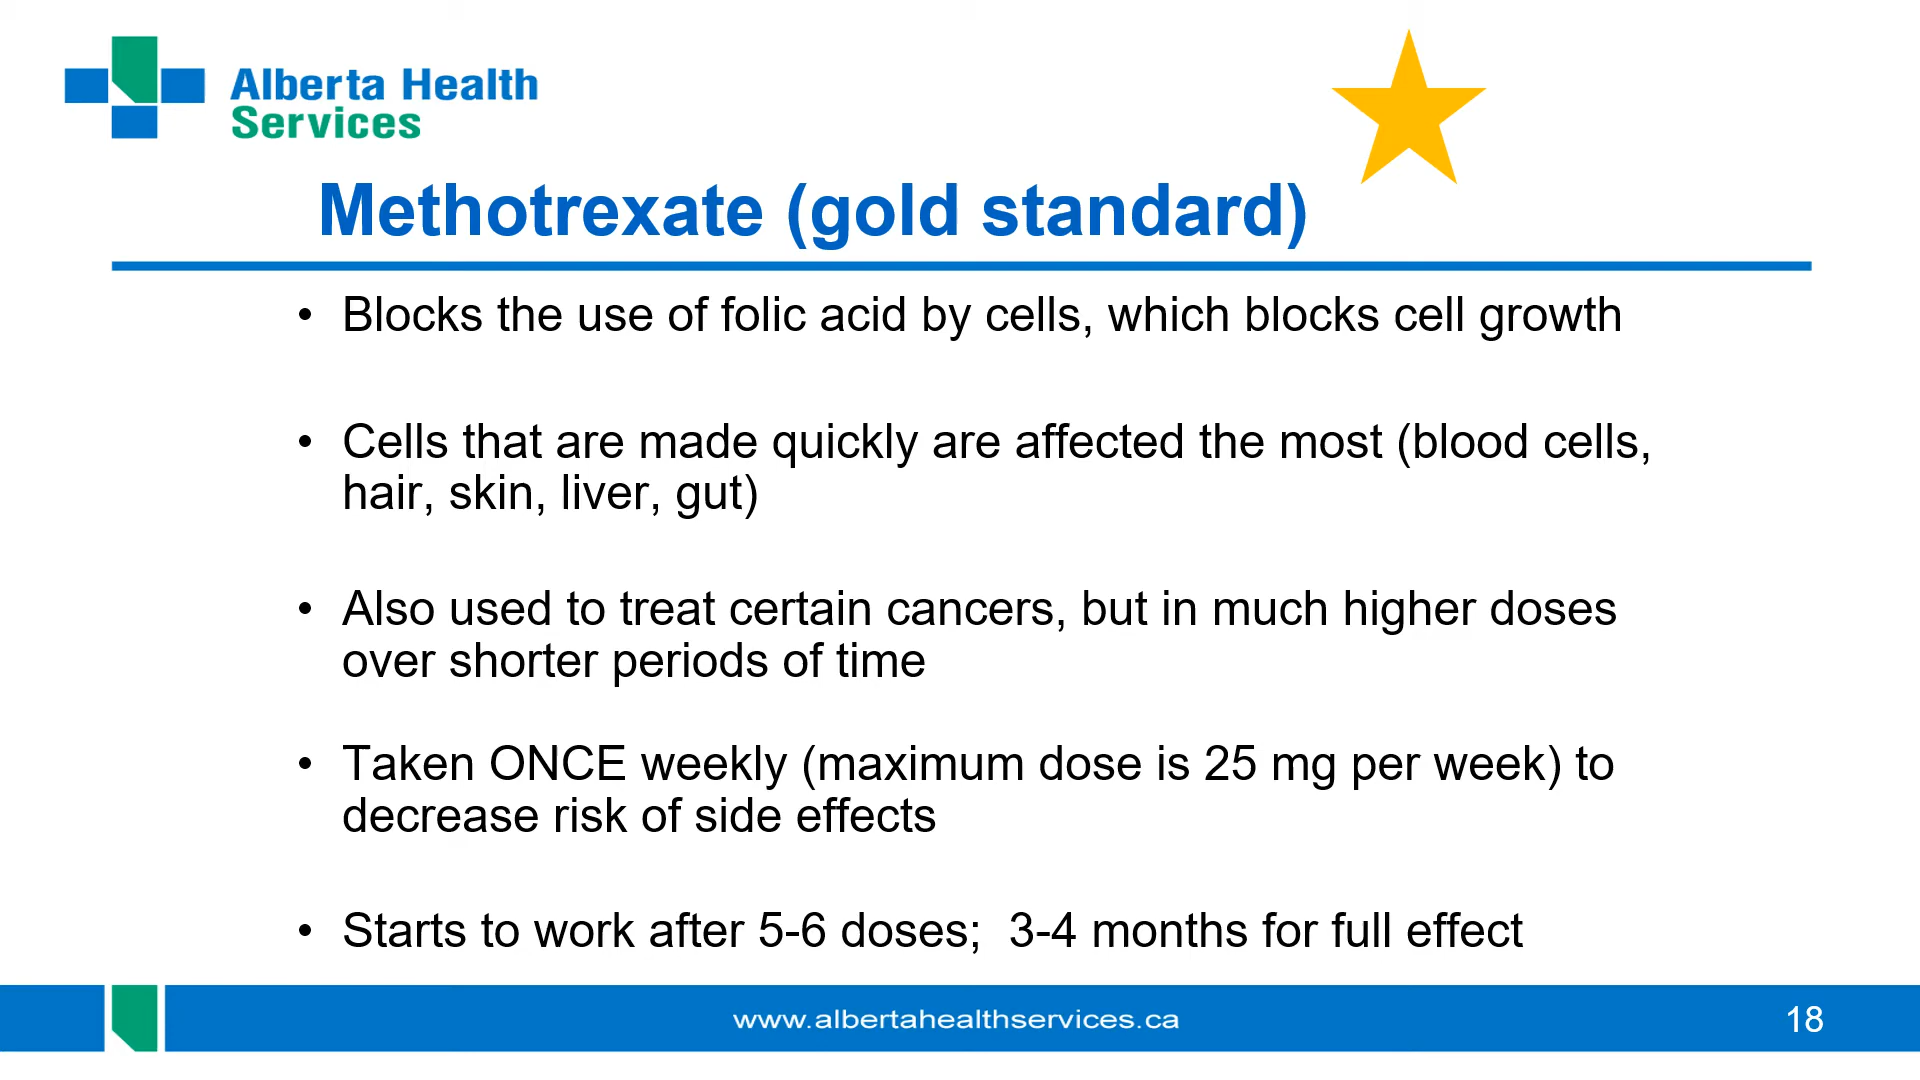 Alberta Health
Services
Methotrexate (gold standard)
• Blocks the use of folic acid by cells, which blocks cell growth
• Cells that are made quickly are affected the most (blood cells,
hair, skin, liver, gut)
• Also used to treat certain cancers, but in much higher doses
over shorter periods of time
• Taken ONCE weekly (maximum dose is 25 mg per week) to
decrease risk of side effects
• Starts to work after 5-6 doses;  3-4 months for full effect
www.albertahealthservices.ca
18